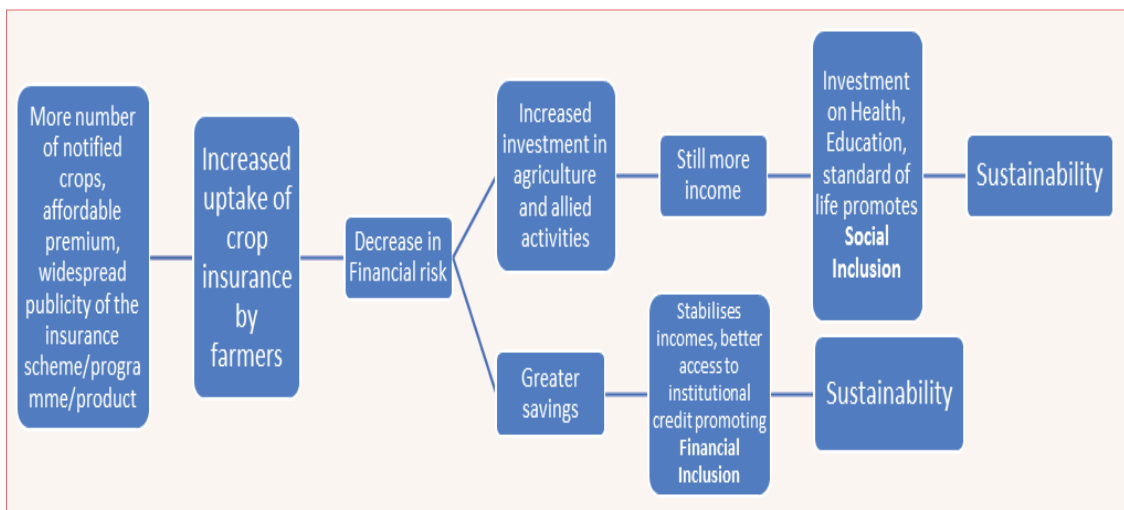 More number
of notified
crops,
affordable
premium,
widespread
publicity of the
insurance
scheme/progra
mme/product
Increased
uptake of
crop
insurance
by
farmers
Decrease in
Financial risk
Increased
investment in
agriculture
and allied
activities
Still more
income
Investment
on Health,
Education,
standard of
life promotes
Social
Inclusion
Sustainability
Greater
savings
Stabilises
incomes, better
access to
institutional
credit promoting
Financial
Inclusion
Sustainability